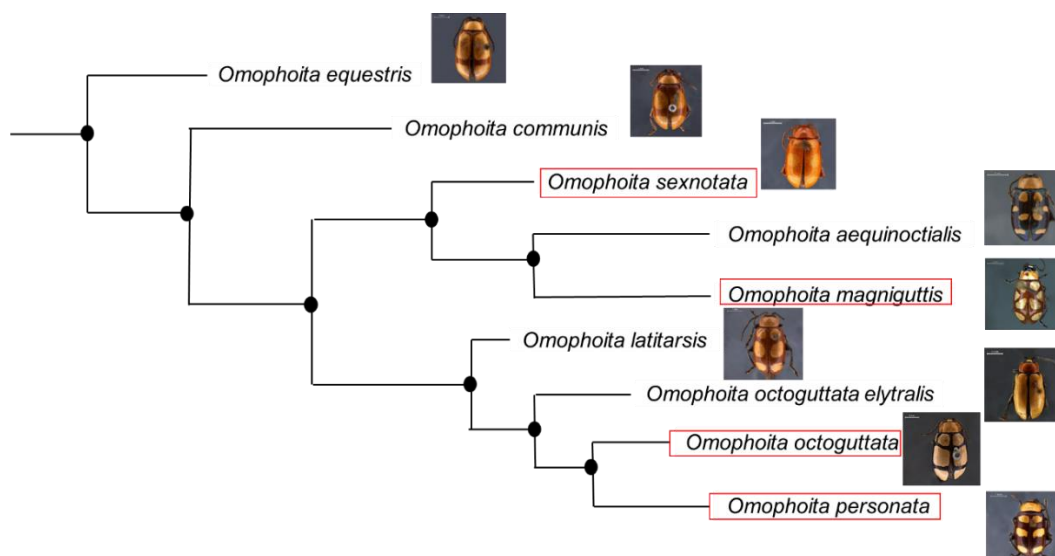 Omophoita equestris
Omophoita communis
Omophoita sexnotata
Omophoita aequinoctialis
Omophoita magniguttis
Omophoita latitarsis
Omophoita octoguttata elytralis
Omophoita octoguttata
Omophoita personata